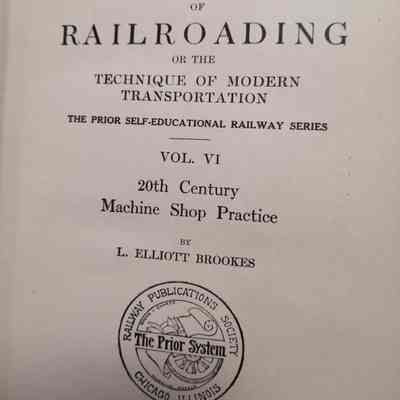 OF
RAILROADING
OR THE
TECHNIQUE OF MODERN
TRANSPORTATION
THE PRIOR SELF-EDUCATIONAL RAILWAY SERIES
VOL. VI
20th Century
Machine Shop Practice
BY
L. ELLIOTT BROOKES
RAILWAY PUBLICATIONS SOCIETY
The Prior System
CHICAGO, ILLINOIS